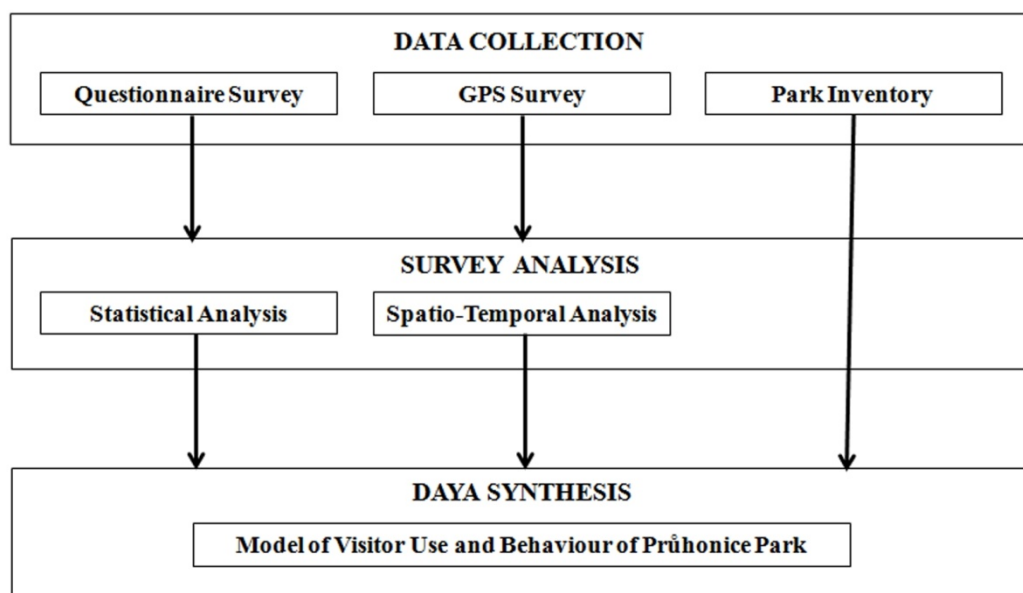 DATA COLLECTION
Questionnaire Survey
GPS Survey
Park Inventory
SURVEY ANALYSIS
Statistical Analysis
Spatio-Temporal Analysis
DAYA SYNTHESIS
Model of Visitor Use and Behaviour of Průhonice Park